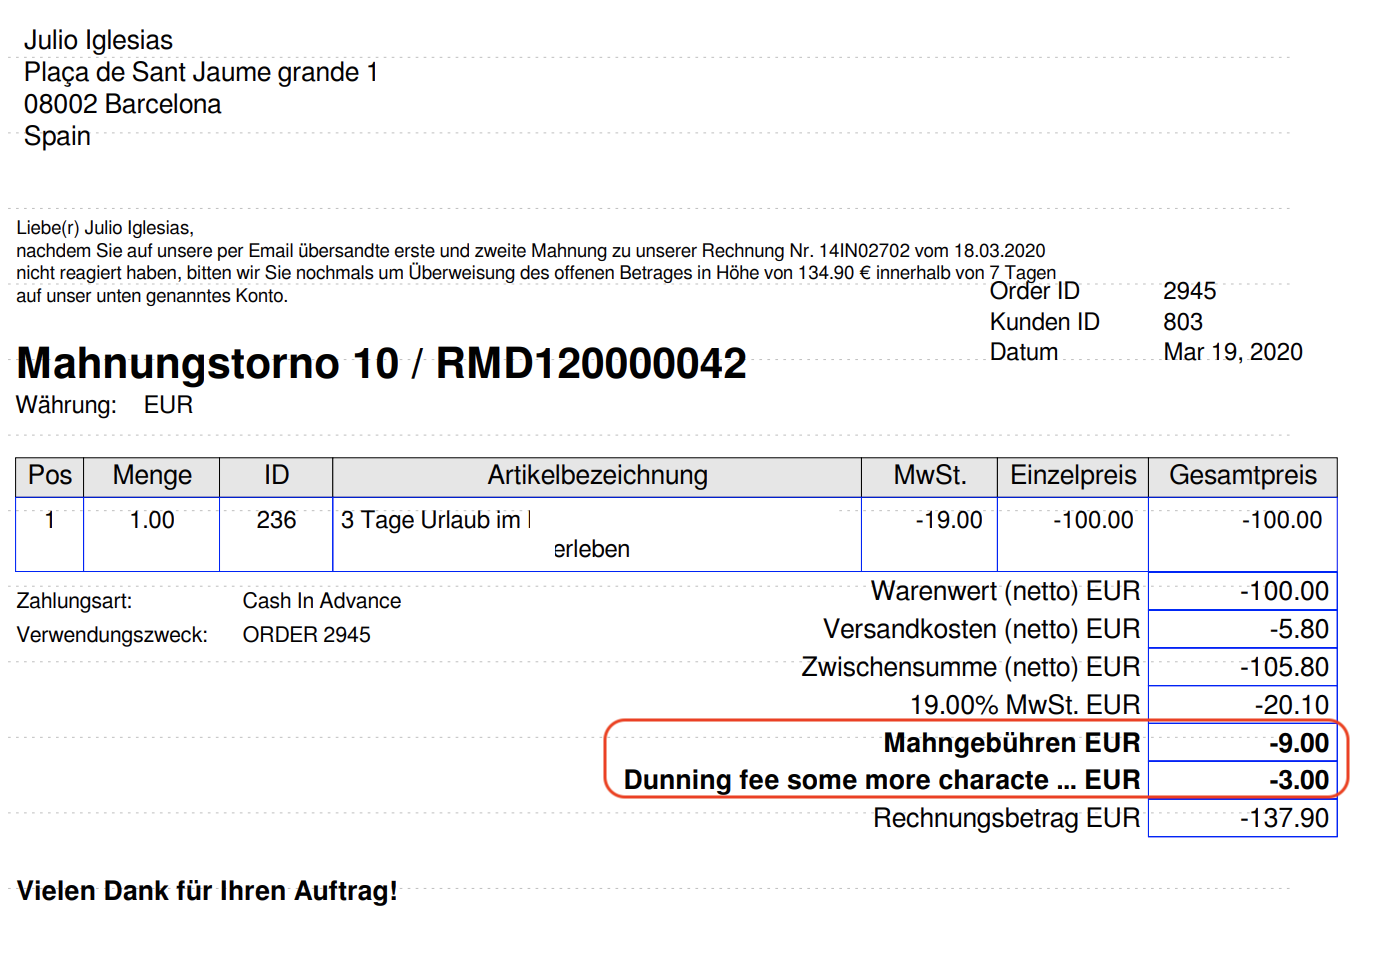 Julio Iglesias
Plaça de Sant Jaume grande 1
08002 Barcelona
Spain
Liebe(r) Julio Iglesias,
nachdem Sie auf unsere per Email übersandte erste und zweite Mahnung zu unserer Rechnung Nr. 14IN02702 vom 18.03.2020
nicht reagiert haben, bitten wir Sie nochmals um Überweisung des offenen Betrages in Höhe von 134.90 € innerhalb von 7 Tagen
auf unser unten genanntes Konto.
Order ID 2945
Kunden ID 803
Datum Mar 19, 2020
Mahnungstorno 10 / RMD120000042
Währung: EUR
Pos Menge ID Artikelbezeichnung MwSt. Einzelpreis Gesamtpreis
1 1.00 236 3 Tage Urlaub im -19.00 -100.00 -100.00
erleben
Warenwert (netto) EUR -100.00
Zahlungsart: Cash In Advance
Versandkosten (netto) EUR -5.80
Verwendungszweck: ORDER 2945
Zwischensumme (netto) EUR -105.80
19.00% MwSt. EUR -20.10
Mahngebühren EUR -9.00
Dunning fee some more characte ... EUR -3.00
Rechnungsbetrag EUR -137.90
Vielen Dank für Ihren Auftrag!